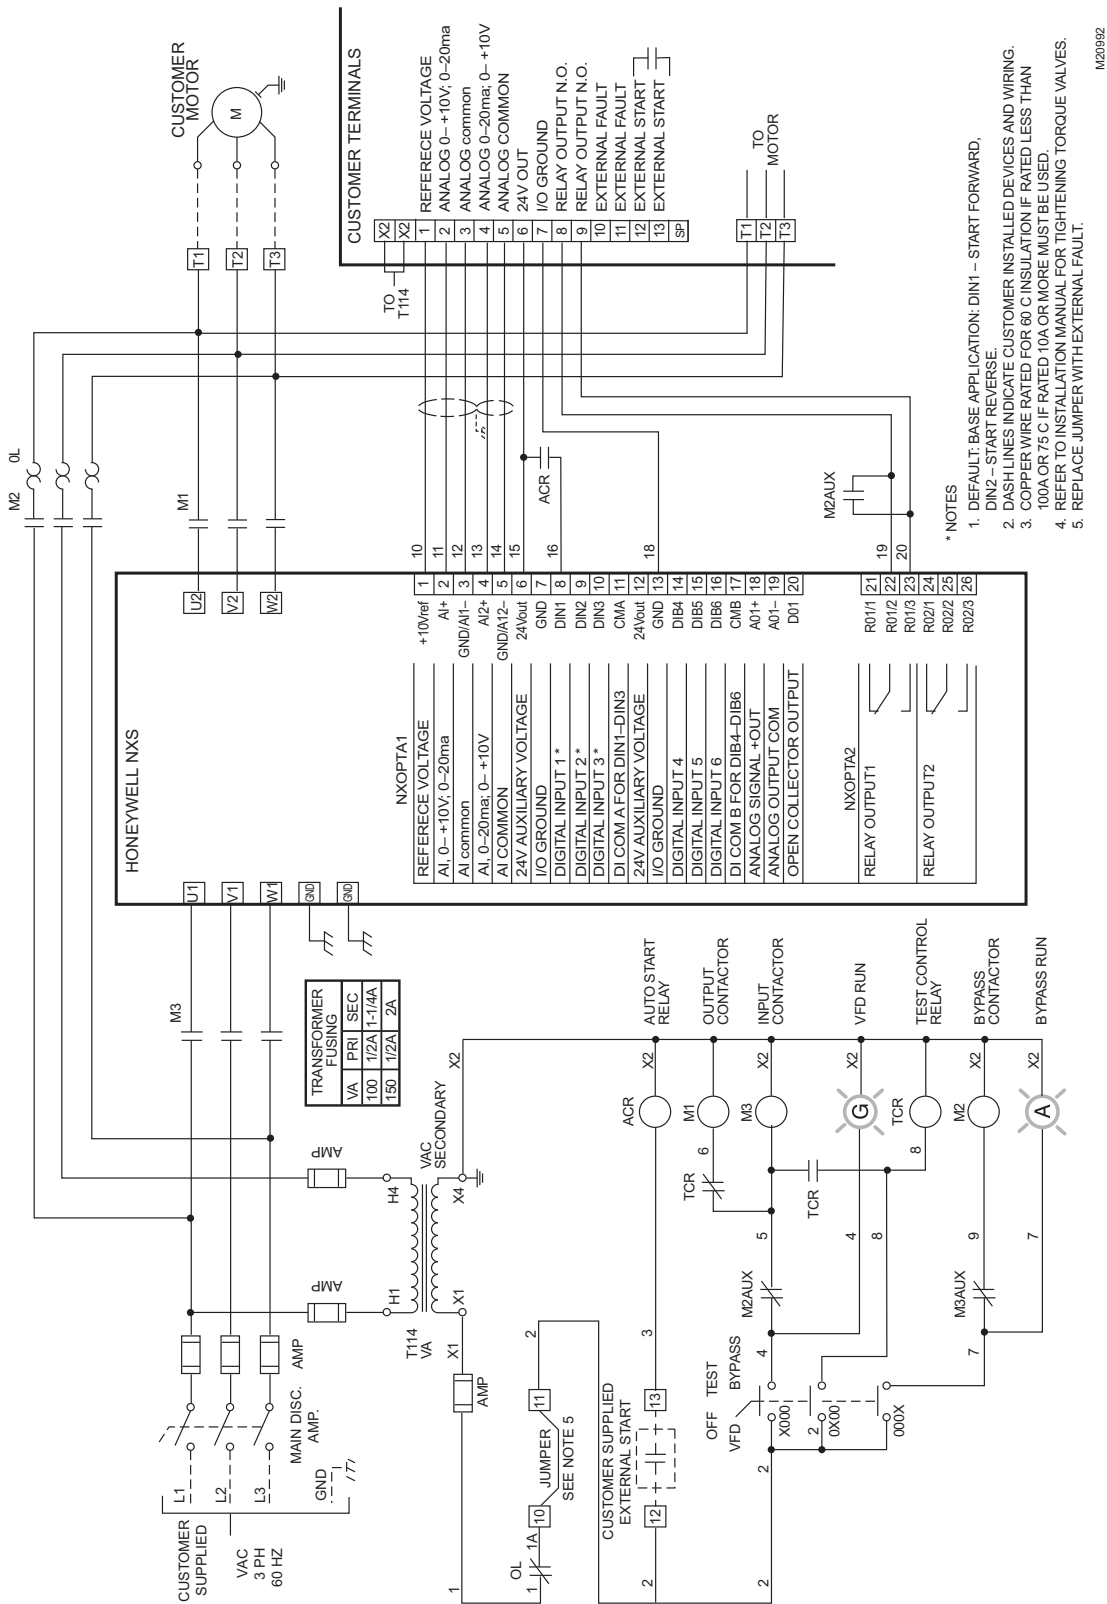 CUSTOMER
SUPPLIED
VAC
3 PH
60 HZ
L1
L2
L3
GND
MAIN DISC.
AMP.
AMP
AMP
AMP
H1
H4
T114
VA
VAC
SECONDARY
X1
X1
X4
X2
AMP
TRANSFORMER
FUSING
VA PRI SEC
100 1/2A 1-1/4A
150 1/2A 2A
M3
M2 0L
M1
CUSTOMER
MOTOR
M
T1
T2
T3
HONEYWELL NXS
U1
V1
W1
GND
GND
U2
V2
W2
NXOPTA1
REFERECE VOLTAGE +10Vref 1 10
AI, 0– +10V; 0–20ma AI+ 2 11
AI common GND/AI1– 3 12
AI, 0–20ma; 0– +10V AI2+ 4 13
AI COMMON GND/A12– 5 14
24V AUXILIARY VOLTAGE 24Vout 6 15
I/O GROUND GND 7
DIGITAL INPUT 1 * DIN1 8 16
DIGITAL INPUT 2 * DIN2 9
DIGITAL INPUT 3 * DIN3 10
DI COM A FOR DIN1–DIN3 CMA 11
24V AUXILIARY VOLTAGE 24Vout 12
I/O GROUND GND 13 18
DIGITAL INPUT 4 DIB4 14
DIGITAL INPUT 5 DIB5 15
DIGITAL INPUT 6 DIB6 16
DI COM B FOR DIB4–DIB6 CMB 17
ANALOG SIGNAL +OUT A01+ 18
ANALOG OUTPUT COM A01– 19
OPEN COLLECTOR OUTPUT D01 20
NXOPTA2
RELAY OUTPUT1
R01/1 21
R01/2 22 19
R01/3 23 20
RELAY OUTPUT2
R02/1 24
R02/2 25
R02/3 26
ACR
M2AUX
CUSTOMER TERMINALS
TO
T114
X2
X2
1 REFERECE VOLTAGE
2 ANALOG 0– +10V; 0–20ma
3 ANALOG common
4 ANALOG 0–20ma; 0– +10V
5 ANALOG COMMON
6 24V OUT
7 I/O GROUND
8 RELAY OUTPUT N.O.
9 RELAY OUTPUT N.O.
10 EXTERNAL FAULT
11 EXTERNAL FAULT
12 EXTERNAL START
13 EXTERNAL START
SP
T1
T2
T3
TO
MOTOR
1
OL
1
1A
10
JUMPER
SEE NOTE 5
11
2
CUSTOMER SUPPLIED
EXTERNAL START
2
12
13
3
ACR
X2
AUTO START
RELAY
TCR
6
M1
OUTPUT
CONTACTOR
2
2
OFF TEST
VFD BYPASS
X000
4
M2AUX
5
M3
X2
INPUT
CONTACTOR
TCR
4
G
X2
VFD RUN
2
0X00
8
8
TCR
TEST CONTROL
RELAY
000X
7
M3AUX
9
M2
X2
BYPASS
CONTACTOR
7
A
X2
BYPASS RUN
* NOTES
1. DEFAULT: BASE APPLICATION: DIN1 – START FORWARD,
DIN2 – START REVERSE.
2. DASH LINES INDICATE CUSTOMER INSTALLED DEVICES AND WIRING.
3. COPPER WIRE RATED FOR 60 C INSULATION IF RATED LESS THAN
100A OR 75 C IF RATED 10A OR MORE MUST BE USED.
4. REFER TO INSTALLATION MANUAL FOR TIGHTENING TORQUE VALVES.
5. REPLACE JUMPER WITH EXTERNAL FAULT.
M20992